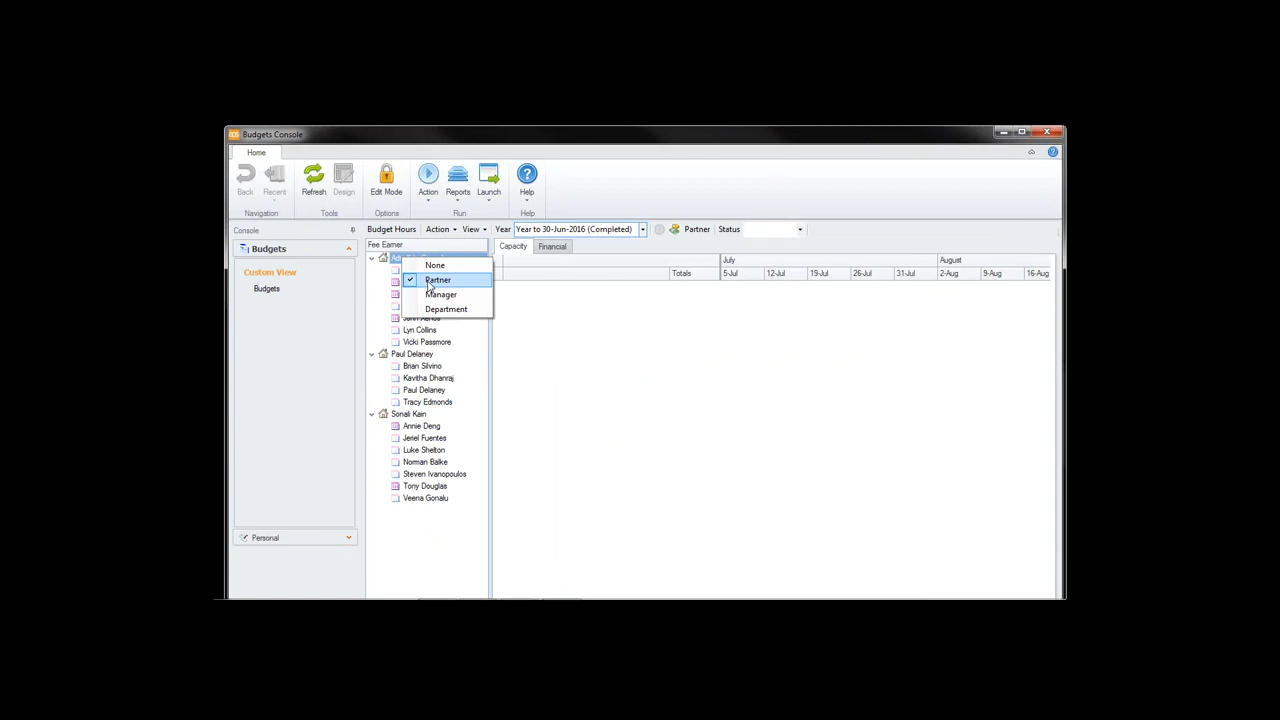 Budgets Console
Home
Back Recent Refresh Design Edit Mode Action Reports Launch Help
Navigation Tools Options Run Help
Console
Budget Hours Action View Year Year to 30-Jun-2016 (Completed) Partner Status
Budgets
Custom View
Budgets
Personal
Fee Earner
Capacity Financial
July August
Totals 5-Jul 12-Jul 19-Jul 26-Jul 31-Jul 2-Aug 9-Aug 16-Aug
None
Partner
Manager
Department
Lyn Collins
Vicki Passmore
Paul Delaney
Brian Silvino
Kavitha Dhanraj
Paul Delaney
Tracy Edmonds
Sonali Kain
Annie Deng
Jeriel Fuentes
Luke Shelton
Norman Balke
Steven Ivanopoulos
Tony Douglas
Veena Gonalu